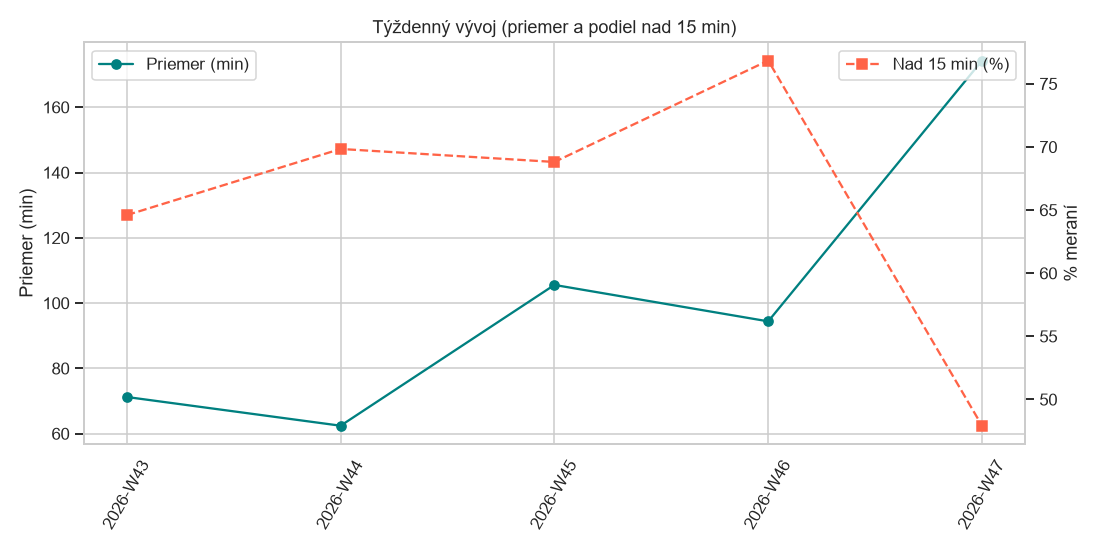 Týždenný vývoj (priemer a podiel nad 15 min)
Priemer (min)
Nad 15 min (%)
160
140
120
100
80
60
Priemer (min)
75
70
65
60
55
50
% meraní
2026-W43
2026-W44
2026-W45
2026-W46
2026-W47